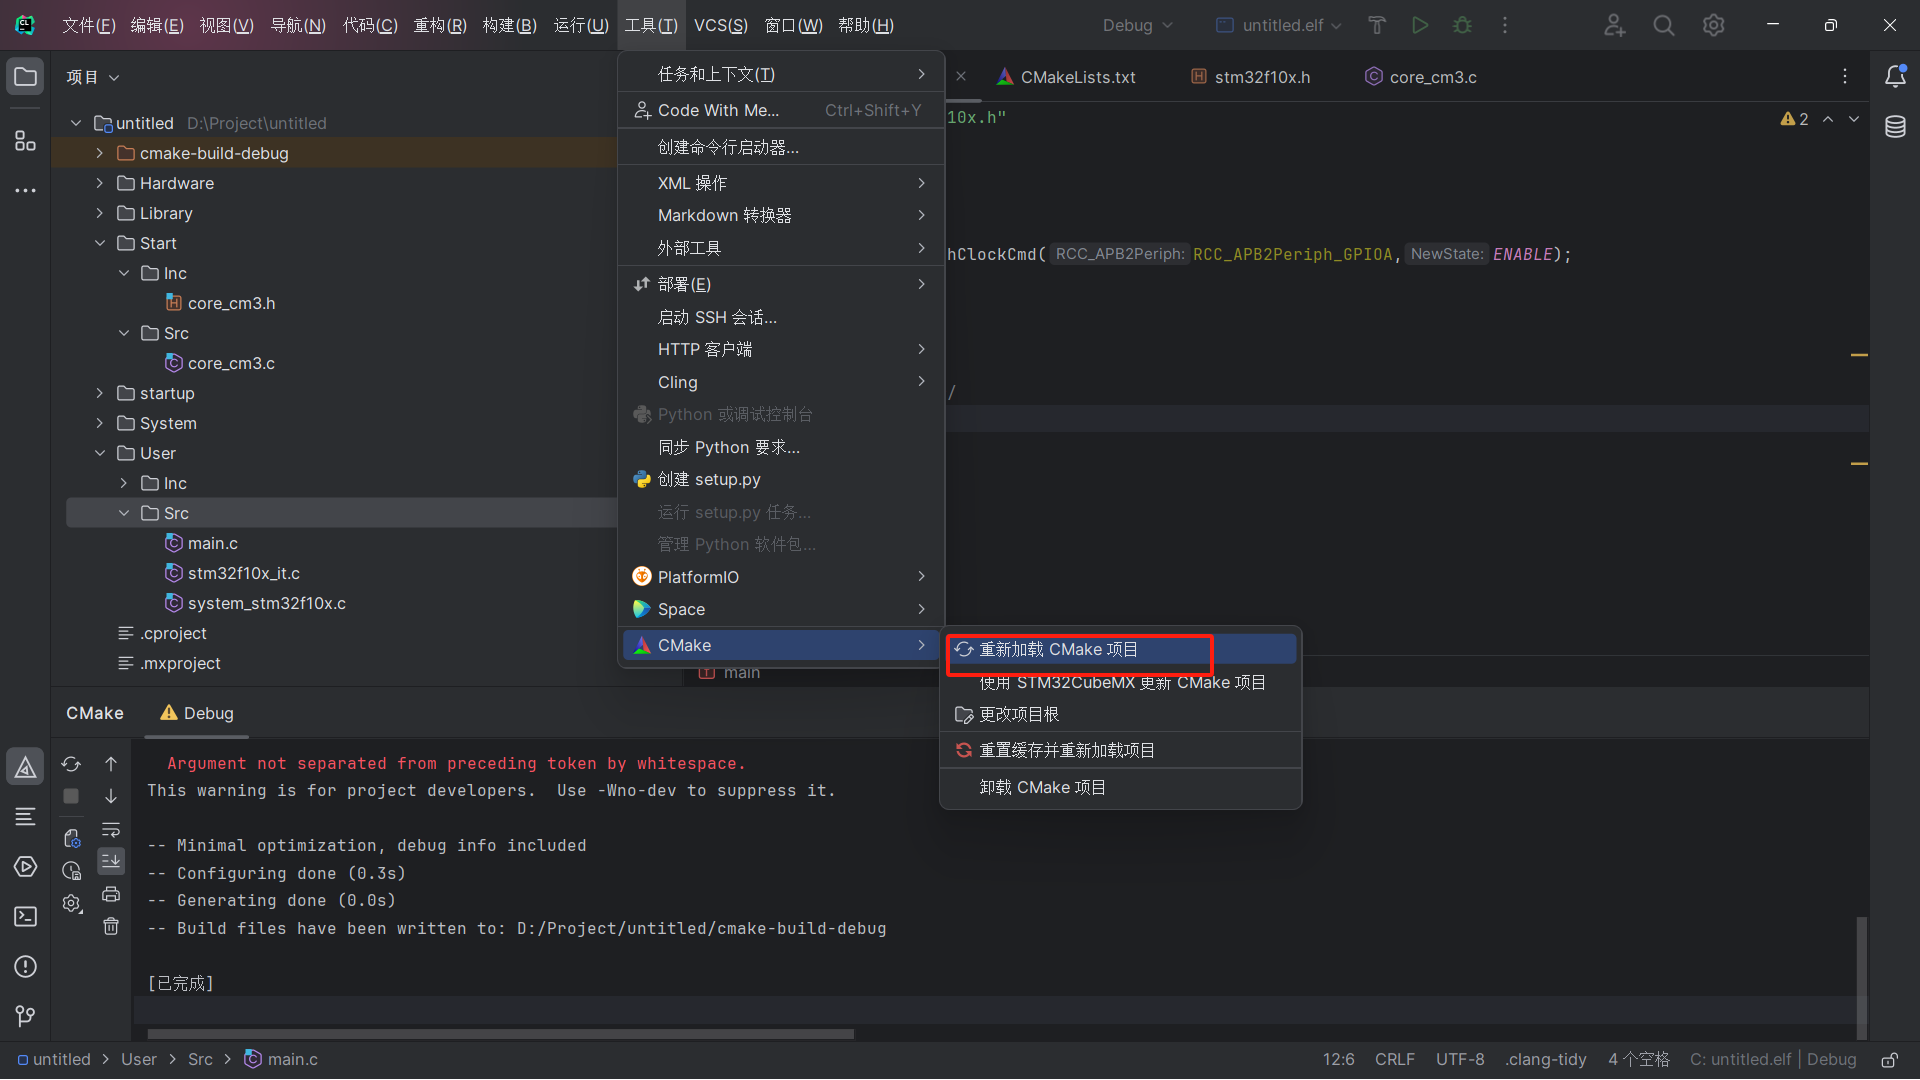 文件(F) 编辑(E) 视图(V) 导航(N) 代码(C) 重构(R) 构建(B) 运行(U) 工具(T) VCS(S) 窗口(W) 帮助(H) Debug untitled.elf
项目
CMakeLists.txt stm32f10x.h core_cm3.c
untitled D:\Project\untitled
cmake-build-debug
Hardware
Library
Start
Inc
core_cm3.h
Src
core_cm3.c
startup
System
User
Inc
Src
main.c
stm32f10x_it.c
system_stm32f10x.c
.cproject
.mxproject
任务和上下文(T)
Code With Me... Ctrl+Shift+Y
创建命令行启动器...
XML 操作
Markdown 转换器
外部工具
部署(E)
启动 SSH 会话...
HTTP 客户端
Cling
Python 或调试控制台
同步 Python 要求...
创建 setup.py
运行 setup.py 任务...
管理 Python 软件包...
PlatformIO
Space
CMake
重新加载 CMake 项目
使用 STM32CubeMX 更新 CMake 项目
更改项目根
重置缓存并重新加载项目
卸载 CMake 项目
10x.h"
2
hClockCmd( RCC_APB2Periph: RCC_APB2Periph_GPIOA, NewState: ENABLE);
/
main
CMake Debug
Argument not separated from preceding token by whitespace.
This warning is for project developers.  Use -Wno-dev to suppress it.
-- Minimal optimization, debug info included
-- Configuring done (0.3s)
-- Generating done (0.0s)
-- Build files have been written to: D:/Project/untitled/cmake-build-debug
[已完成]
untitled > User > Src > main.c 12:6 CRLF UTF-8 .clang-tidy 4 个空格 C: untitled.elf | Debug